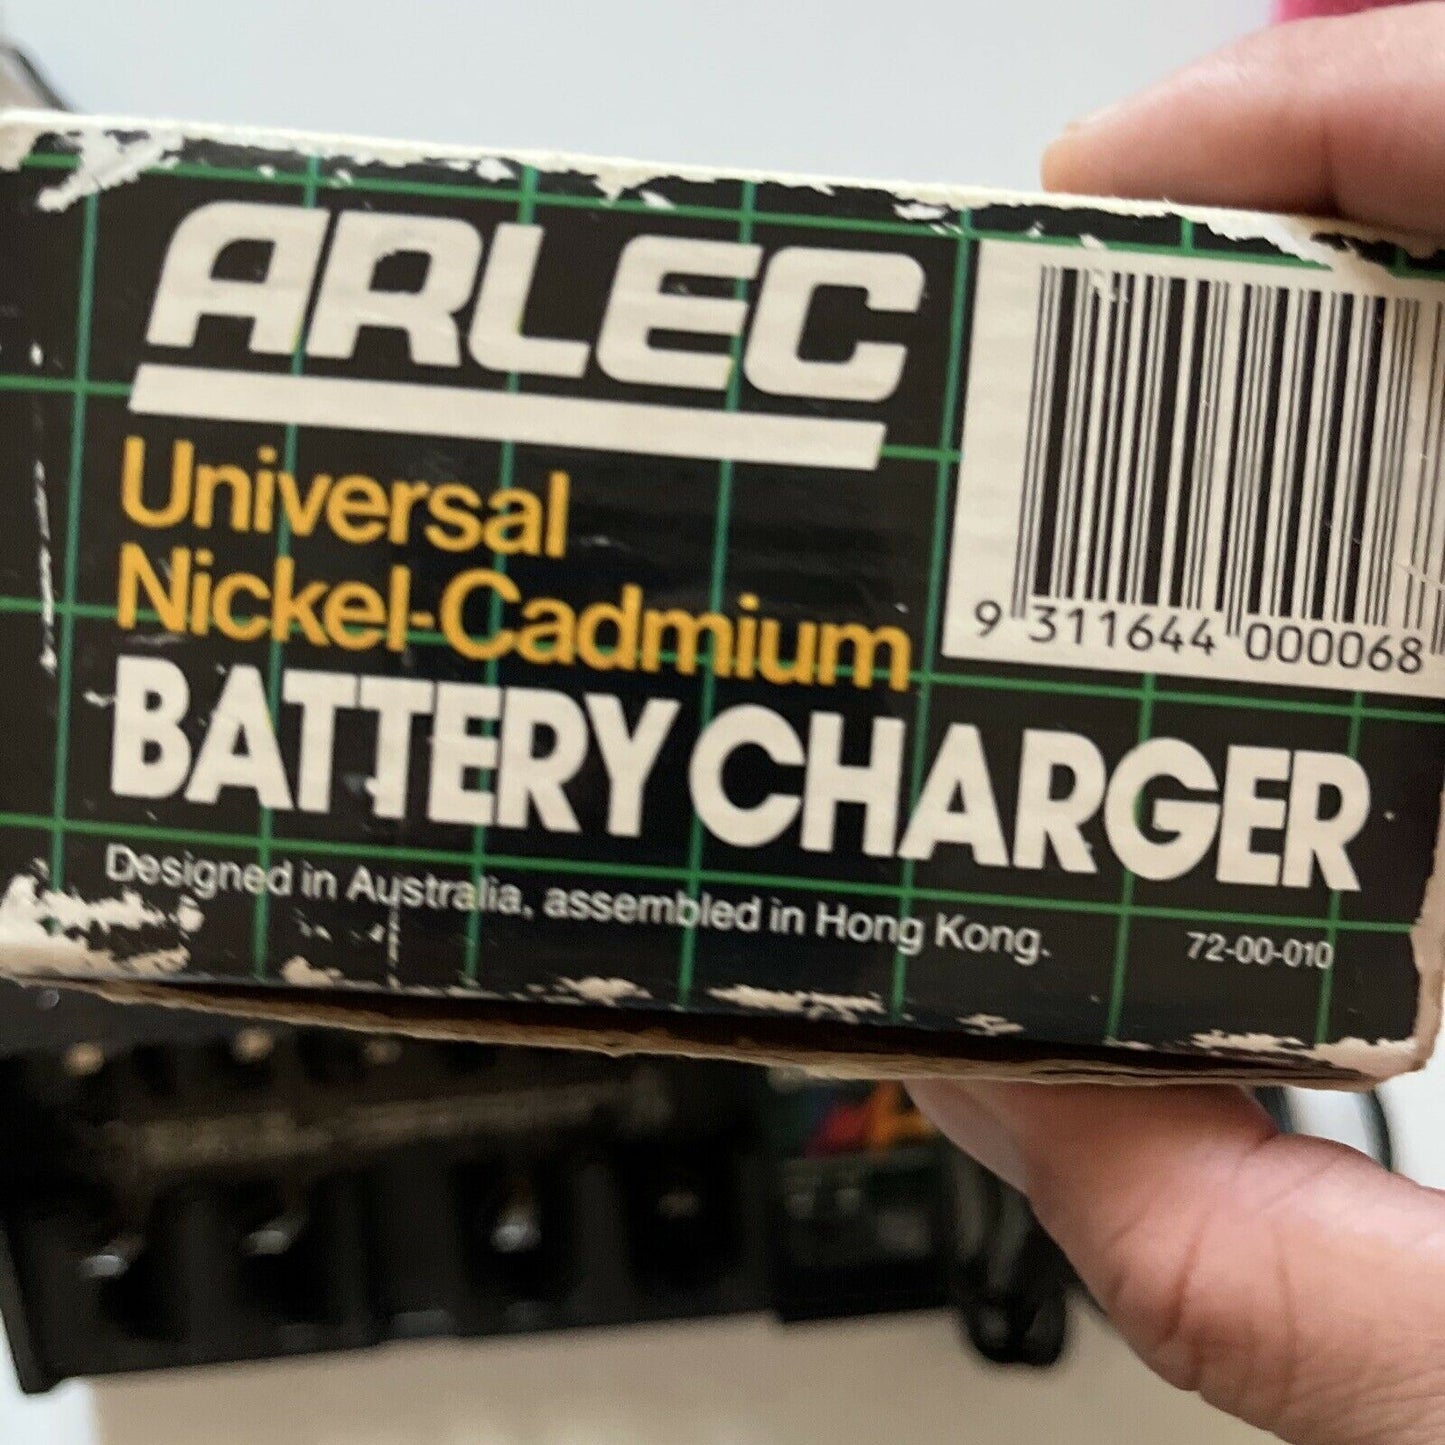 ARLEC
Universal
Nickel-Cadmium
BATTERY CHARGER
Designed in Australia, assembled in Hong Kong.
72-00-010
9 311644 000068